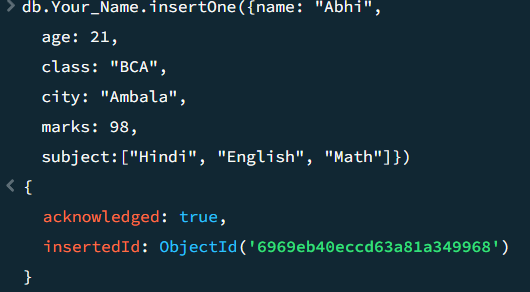 db.Your_Name.insertOne({name: "Abhi",
age: 21,
class: "BCA",
city: "Ambala",
marks: 98,
subject:["Hindi", "English", "Math"]})
{
acknowledged: true,
insertedId: ObjectId('6969eb40eccd63a81a349968')
}